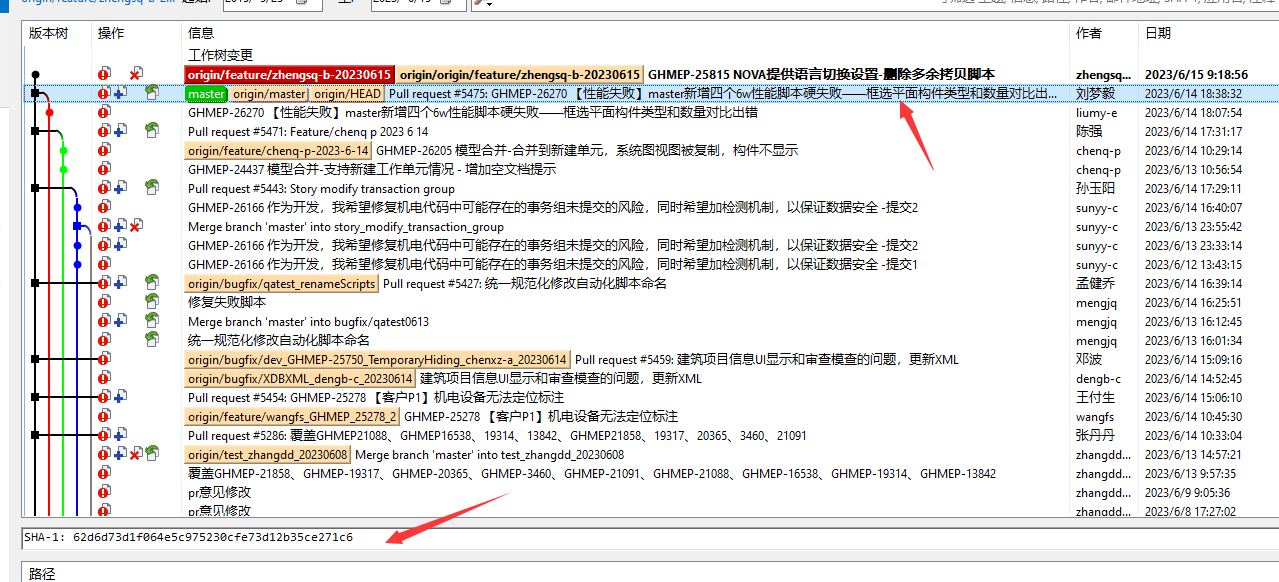 版本树 操作 信息 作者 日期
工作树变更
origin/feature/zhengsq-b-20230615 origin/origin/feature/zhengsq-b-20230615 GHMEP-25815 NOVA提供语言切换设置-删除多余拷贝脚本 zhengsq... 2023/6/15 9:18:56
master origin/master origin/HEAD Pull request #5475: GHMEP-26270 【性能失败】master新增四个6w性能脚本硬失败——框选平面构件类型和数量对比出... 刘梦毅 2023/6/14 18:38:32
GHMEP-26270 【性能失败】master新增四个6w性能脚本硬失败——框选平面构件类型和数量对比出错 liumy-e 2023/6/14 18:07:54
Pull request #5471: Feature/chenq p 2023 6 14 陈强 2023/6/14 17:31:17
origin/feature/chenq-p-2023-6-14 GHMEP-26205 模型合并-合并到新建单元，系统图视图被复制，构件不显示 chenq-p 2023/6/14 10:29:14
GHMEP-24437 模型合并-支持新建工作单元情况 - 增加空文档提示 chenq-p 2023/6/13 10:56:54
Pull request #5443: Story modify transaction group 孙玉阳 2023/6/14 17:29:11
GHMEP-26166 作为开发，我希望修复机电代码中可能存在的事务组未提交的风险，同时希望加检测机制，以保证数据安全 -提交2 sunyy-c 2023/6/14 16:40:07
Merge branch 'master' into story_modify_transaction_group sunyy-c 2023/6/13 23:55:42
GHMEP-26166 作为开发，我希望修复机电代码中可能存在的事务组未提交的风险，同时希望加检测机制，以保证数据安全 -提交2 sunyy-c 2023/6/13 23:33:14
GHMEP-26166 作为开发，我希望修复机电代码中可能存在的事务组未提交的风险，同时希望加检测机制，以保证数据安全 -提交1 sunyy-c 2023/6/12 13:43:15
origin/bugfix/qatest_renameScripts Pull request #5427: 统一规范化修改自动化脚本命名 孟健乔 2023/6/14 16:39:14
修复失败脚本 mengjq 2023/6/14 16:25:51
Merge branch 'master' into bugfix/qatest0613 mengjq 2023/6/13 16:12:45
统一规范化修改自动化脚本命名 mengjq 2023/6/13 16:01:34
origin/bugfix/dev_GHMEP-25750_TemporaryHiding_chenxz-a_20230614 Pull request #5459: 建筑项目信息UI显示和审查模查的问题，更新XML 邓波 2023/6/14 15:09:16
origin/bugfix/XDBXML_dengb-c_20230614 建筑项目信息UI显示和审查模查的问题，更新XML dengb-c 2023/6/14 14:52:45
Pull request #5454: GHMEP-25278 【客户P1】机电设备无法定位标注 王付生 2023/6/14 15:06:10
origin/feature/wangfs_GHMEP_25278_2 GHMEP-25278 【客户P1】机电设备无法定位标注 wangfs 2023/6/14 10:45:30
Pull request #5286: 覆盖GHMEP21088、GHMEP16538、19314、13842、GHMEP21858、19317、20365、3460、21091 张丹丹 2023/6/14 10:33:04
origin/test_zhangdd_20230608 Merge branch 'master' into test_zhangdd_20230608 zhangdd... 2023/6/13 14:57:21
覆盖GHMEP-21858、GHMEP-19317、GHMEP-20365、GHMEP-3460、GHMEP-21091、GHMEP-21088、GHMEP-16538、GHMEP-19314、GHMEP-13842 zhangdd... 2023/6/13 9:57:35
pr意见修改 zhangdd... 2023/6/9 9:05:36
pr意见修改 zhangdd... 2023/6/8 17:27:02
SHA-1: 62d6d73d1f064e5c975230cfe73d12b35ce271c6
路径